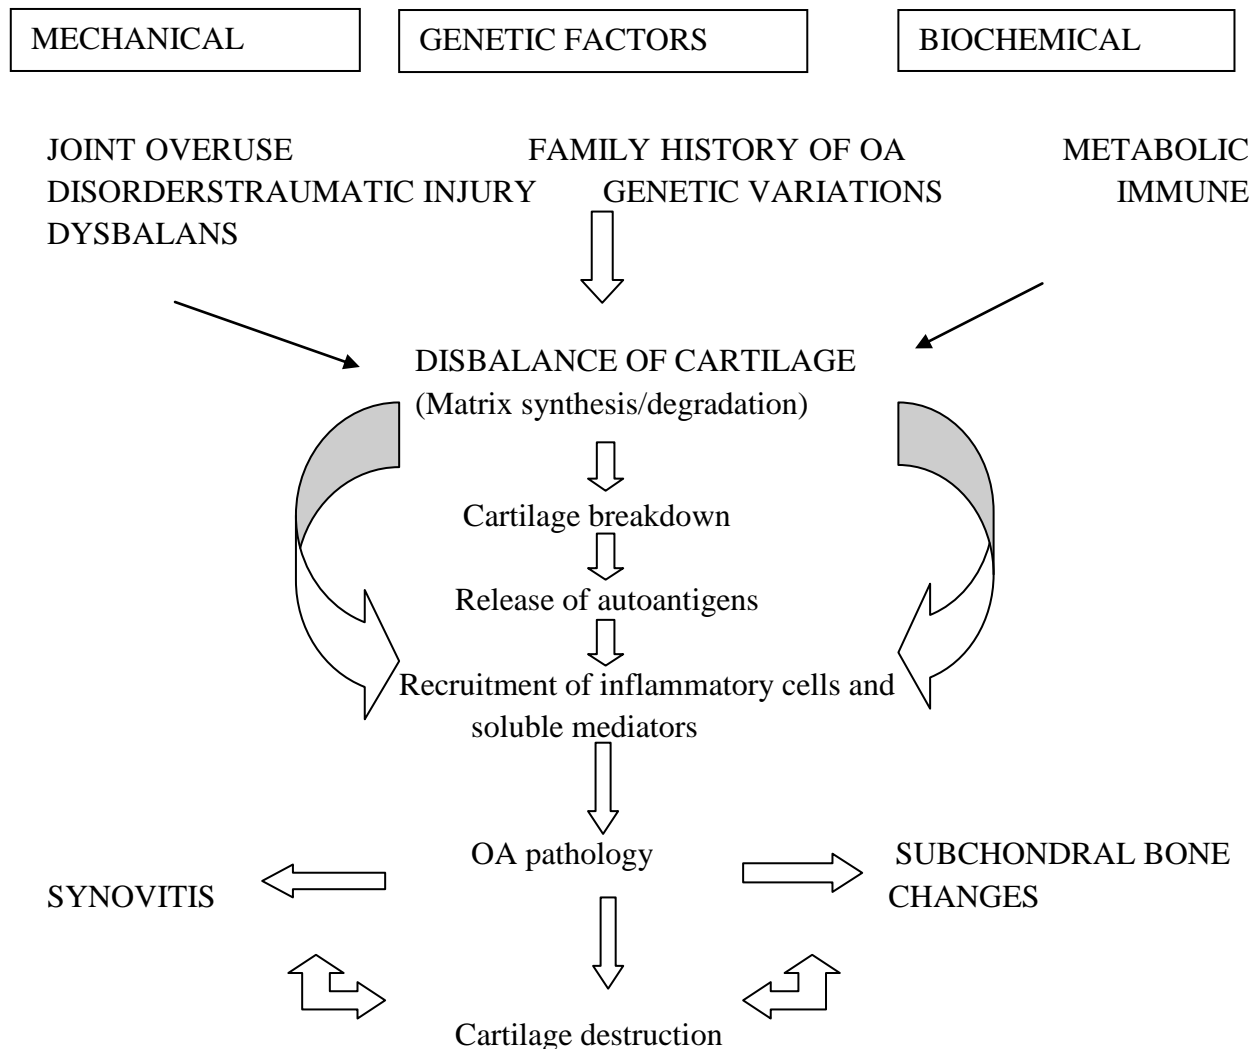 MECHANICAL GENETIC FACTORS BIOCHEMICAL
JOINT OVERUSE FAMILY HISTORY OF OA METABOLIC
DISORDERSTRAUMATIC INJURY GENETIC VARIATIONS IMMUNE
DYSBALANS
DISBALANCE OF CARTILAGE
(Matrix synthesis/degradation)
Cartilage breakdown
Release of autoantigens
Recruitment of inflammatory cells and
soluble mediators
OA pathology
SYNOVITIS
SUBCHONDRAL BONE
CHANGES
Cartilage destruction